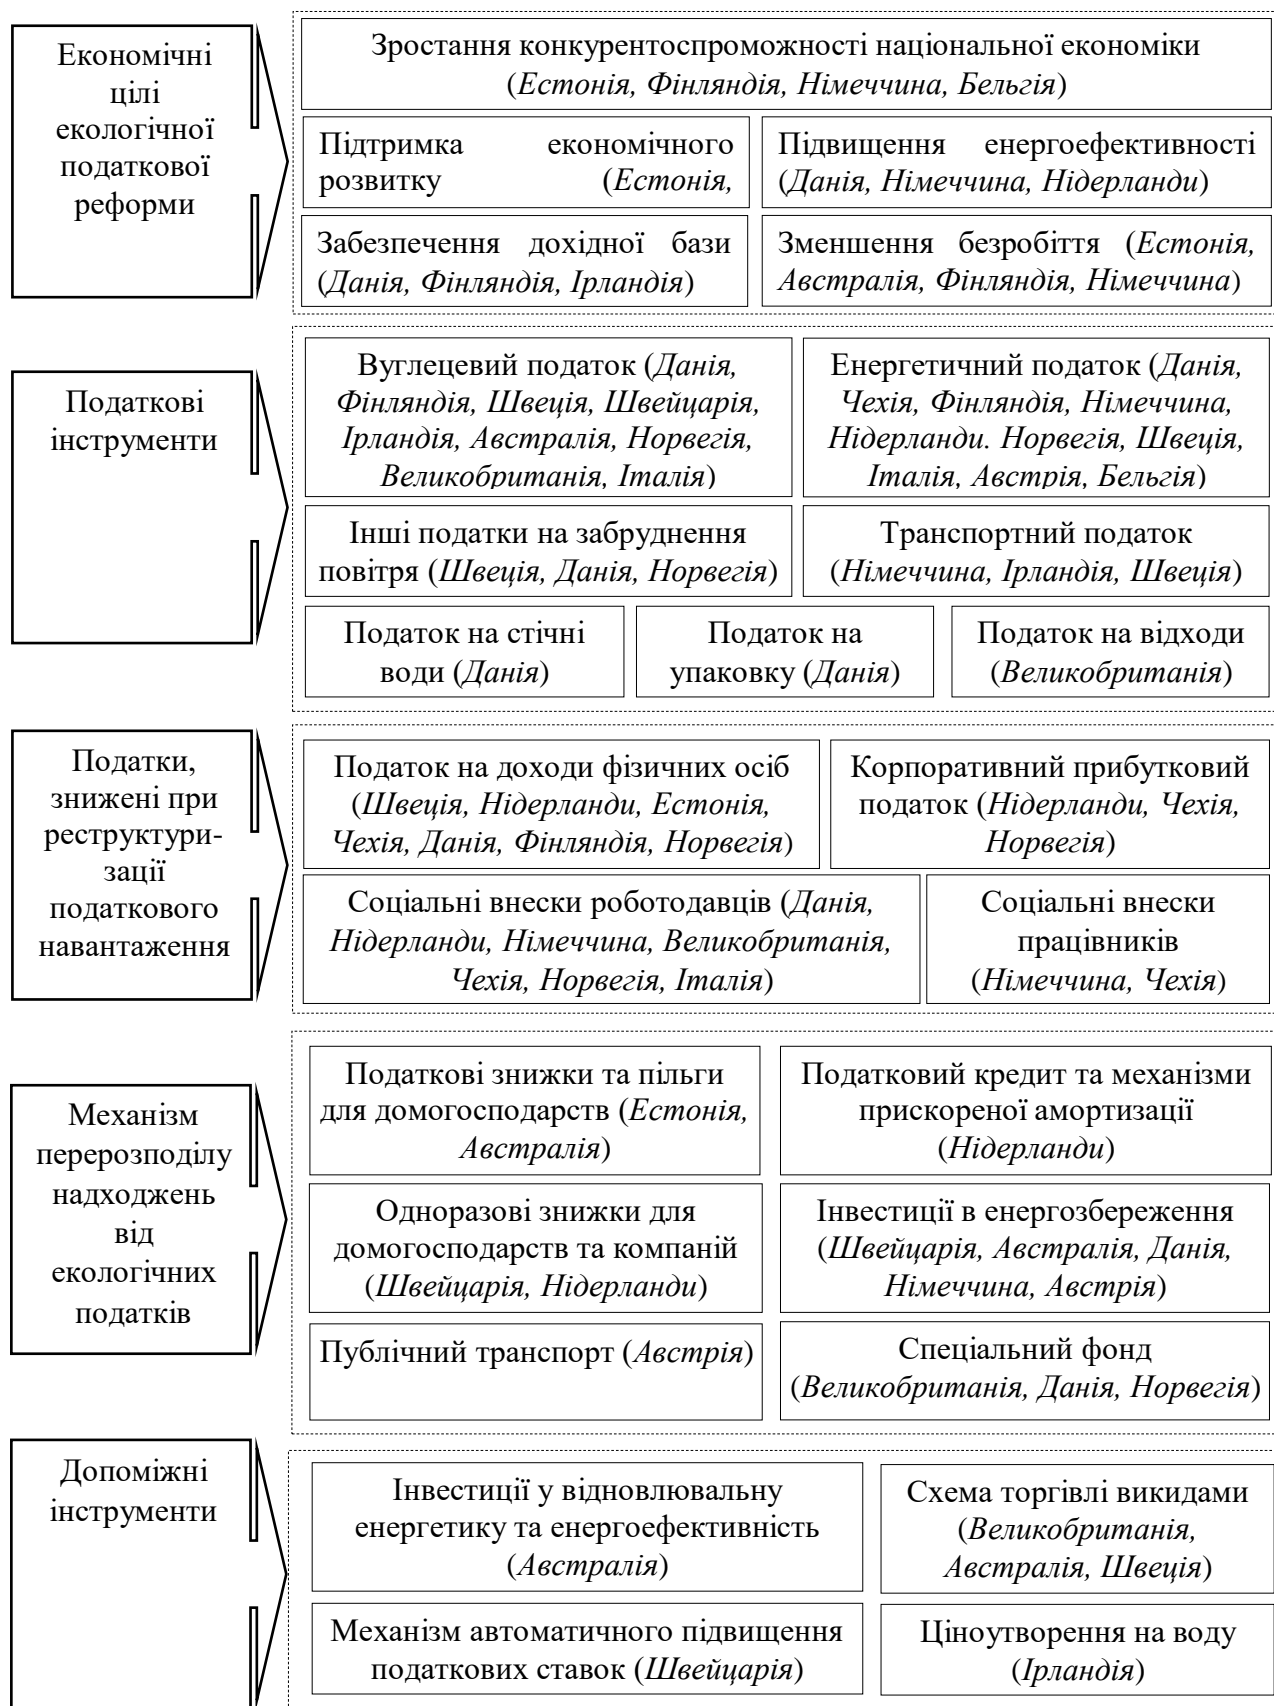 Економічні
цілі
екологічної
податкової
реформи
Зростання конкурентоспроможності національної економіки
(Естонія, Фінляндія, Німеччина, Бельгія)
Підтримка економічного
розвитку (Естонія,
Підвищення енергоефективності
(Данія, Німеччина, Нідерланди)
Забезпечення дохідної бази
(Данія, Фінляндія, Ірландія)
Зменшення безробіття (Естонія,
Австралія, Фінляндія, Німеччина)
Податкові
інструменти
Вуглецевий податок (Данія,
Фінляндія, Швеція, Швейцарія,
Ірландія, Австралія, Норвегія,
Великобританія, Італія)
Енергетичний податок (Данія,
Чехія, Фінляндія, Німеччина,
Нідерланди. Норвегія, Швеція,
Італія, Австрія, Бельгія)
Інші податки на забруднення
повітря (Швеція, Данія, Норвегія)
Транспортний податок
(Німеччина, Ірландія, Швеція)
Податок на стічні
води (Данія)
Податок на
упаковку (Данія)
Податок на відходи
(Великобританія)
Податки,
знижені при
реструктури-
зації
податкового
навантаження
Податок на доходи фізичних осіб
(Швеція, Нідерланди, Естонія,
Чехія, Данія, Фінляндія, Норвегія)
Корпоративний прибутковий
податок (Нідерланди, Чехія,
Норвегія)
Соціальні внески роботодавців (Данія,
Нідерланди, Німеччина, Великобританія,
Чехія, Норвегія, Італія)
Соціальні внески
працівників
(Німеччина, Чехія)
Механізм
перерозподілу
надходжень
від
екологічних
податків
Податкові знижки та пільги
для домогосподарств (Естонія,
Австралія)
Податковий кредит та механізми
прискореної амортизації
(Нідерланди)
Одноразові знижки для
домогосподарств та компаній
(Швейцарія, Нідерланди)
Інвестиції в енергозбереження
(Швейцарія, Австралія, Данія,
Німеччина, Австрія)
Публічний транспорт (Австрія)
Спеціальний фонд
(Великобританія, Данія, Норвегія)
Допоміжні
інструменти
Інвестиції у відновлювальну
енергетику та енергоефективність
(Австралія)
Схема торгівлі викидами
(Великобританія,
Австралія, Швеція)
Механізм автоматичного підвищення
податкових ставок (Швейцарія)
Ціноутворення на воду
(Ірландія)